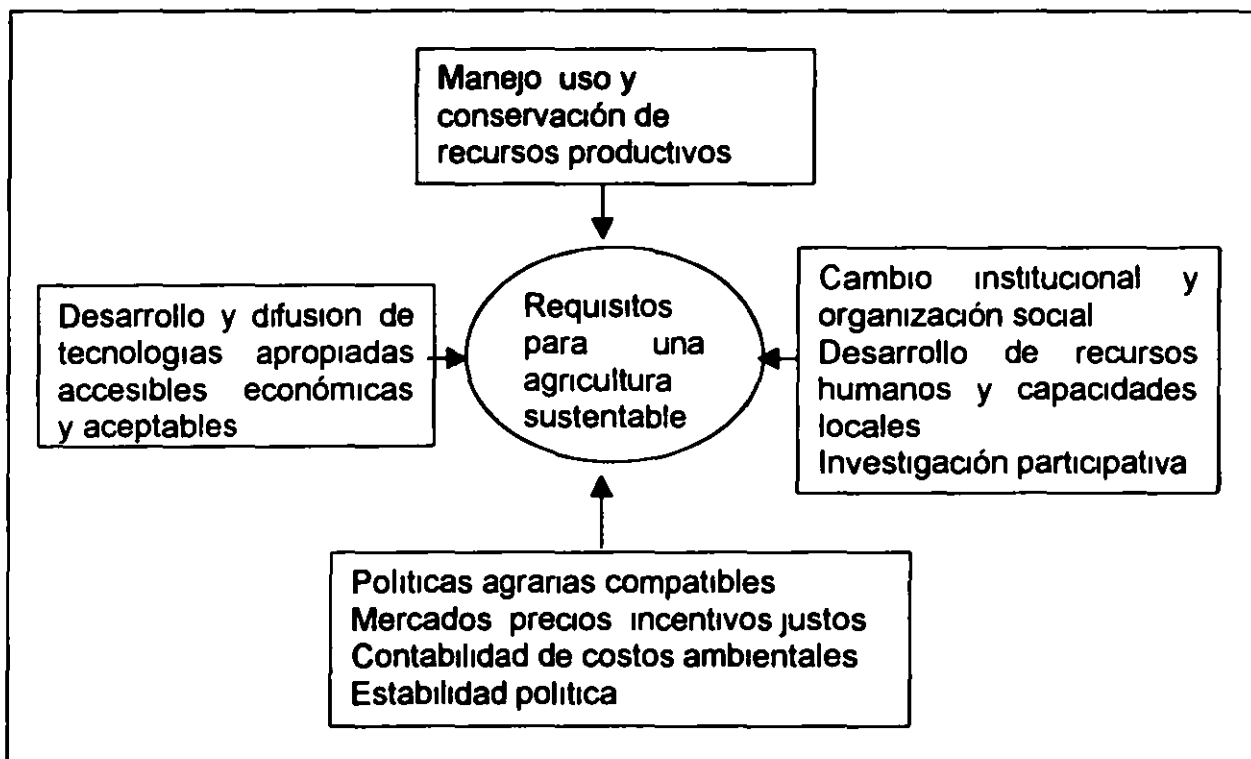 Manejo uso y
conservación de
recursos productivos
Desarrollo y difusion de
tecnologias apropiadas
accesibles económicas
y aceptables
Requisitos
para una
agricultura
sustentable
Cambio institucional y
organización social
Desarrollo de recursos
humanos y capacidades
locales
Investigación participativa
Politicas agrarias compatibles
Mercados precios incentivos justos
Contabilidad de costos ambientales
Estabilidad politica